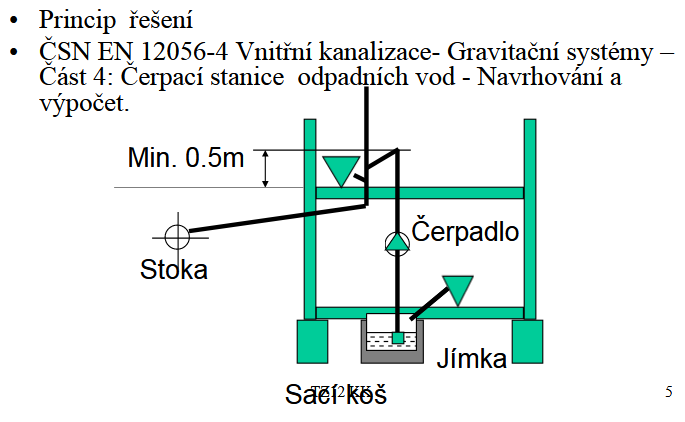 • Princip řešení
• ČSN EN 12056-4 Vnitřní kanalizace- Gravitační systémy –
Část 4: Čerpací stanice odpadních vod - Navrhování a
výpočet.
Min. 0.5m
Čerpadlo
Stoka
Jímka
Sací koš
5